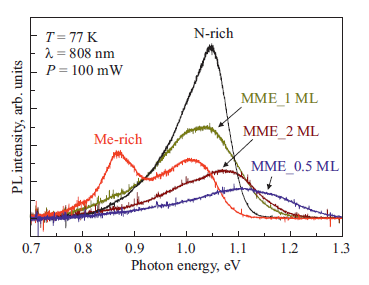 N-rich
T = 77 K
λ = 808 nm
P = 100 mW
MME_1 ML
MME_2 ML
Me-rich
MME_0.5 ML
PL intensity, arb. units
0.7 0.8 0.9 1.0 1.1 1.2 1.3
Photon energy, eV